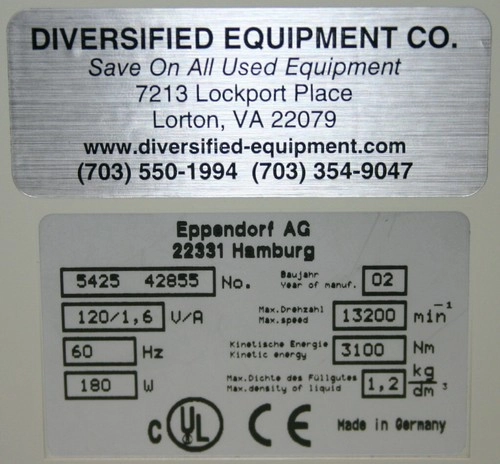 DIVERSIFIED EQUIPMENT CO.
Save On All Used Equipment
7213 Lockport Place
Lorton, VA 22079
www.diversified-equipment.com
(703) 550-1994 (703) 354-9047
Eppendorf AG
22331 Hamburg
5425 42855 No. Baujahr
Year of manuf. 02
120/1,6 V/A Max.Drehzahl
Max.speed 13200 min⁻¹
60 Hz Kinetische Energie
Kinetic energy 3100 Nm
180 W Max.Dichte des Füllgutes
Max.density of liquid 1,2 kg
dm³
c UL CE Made in Germany